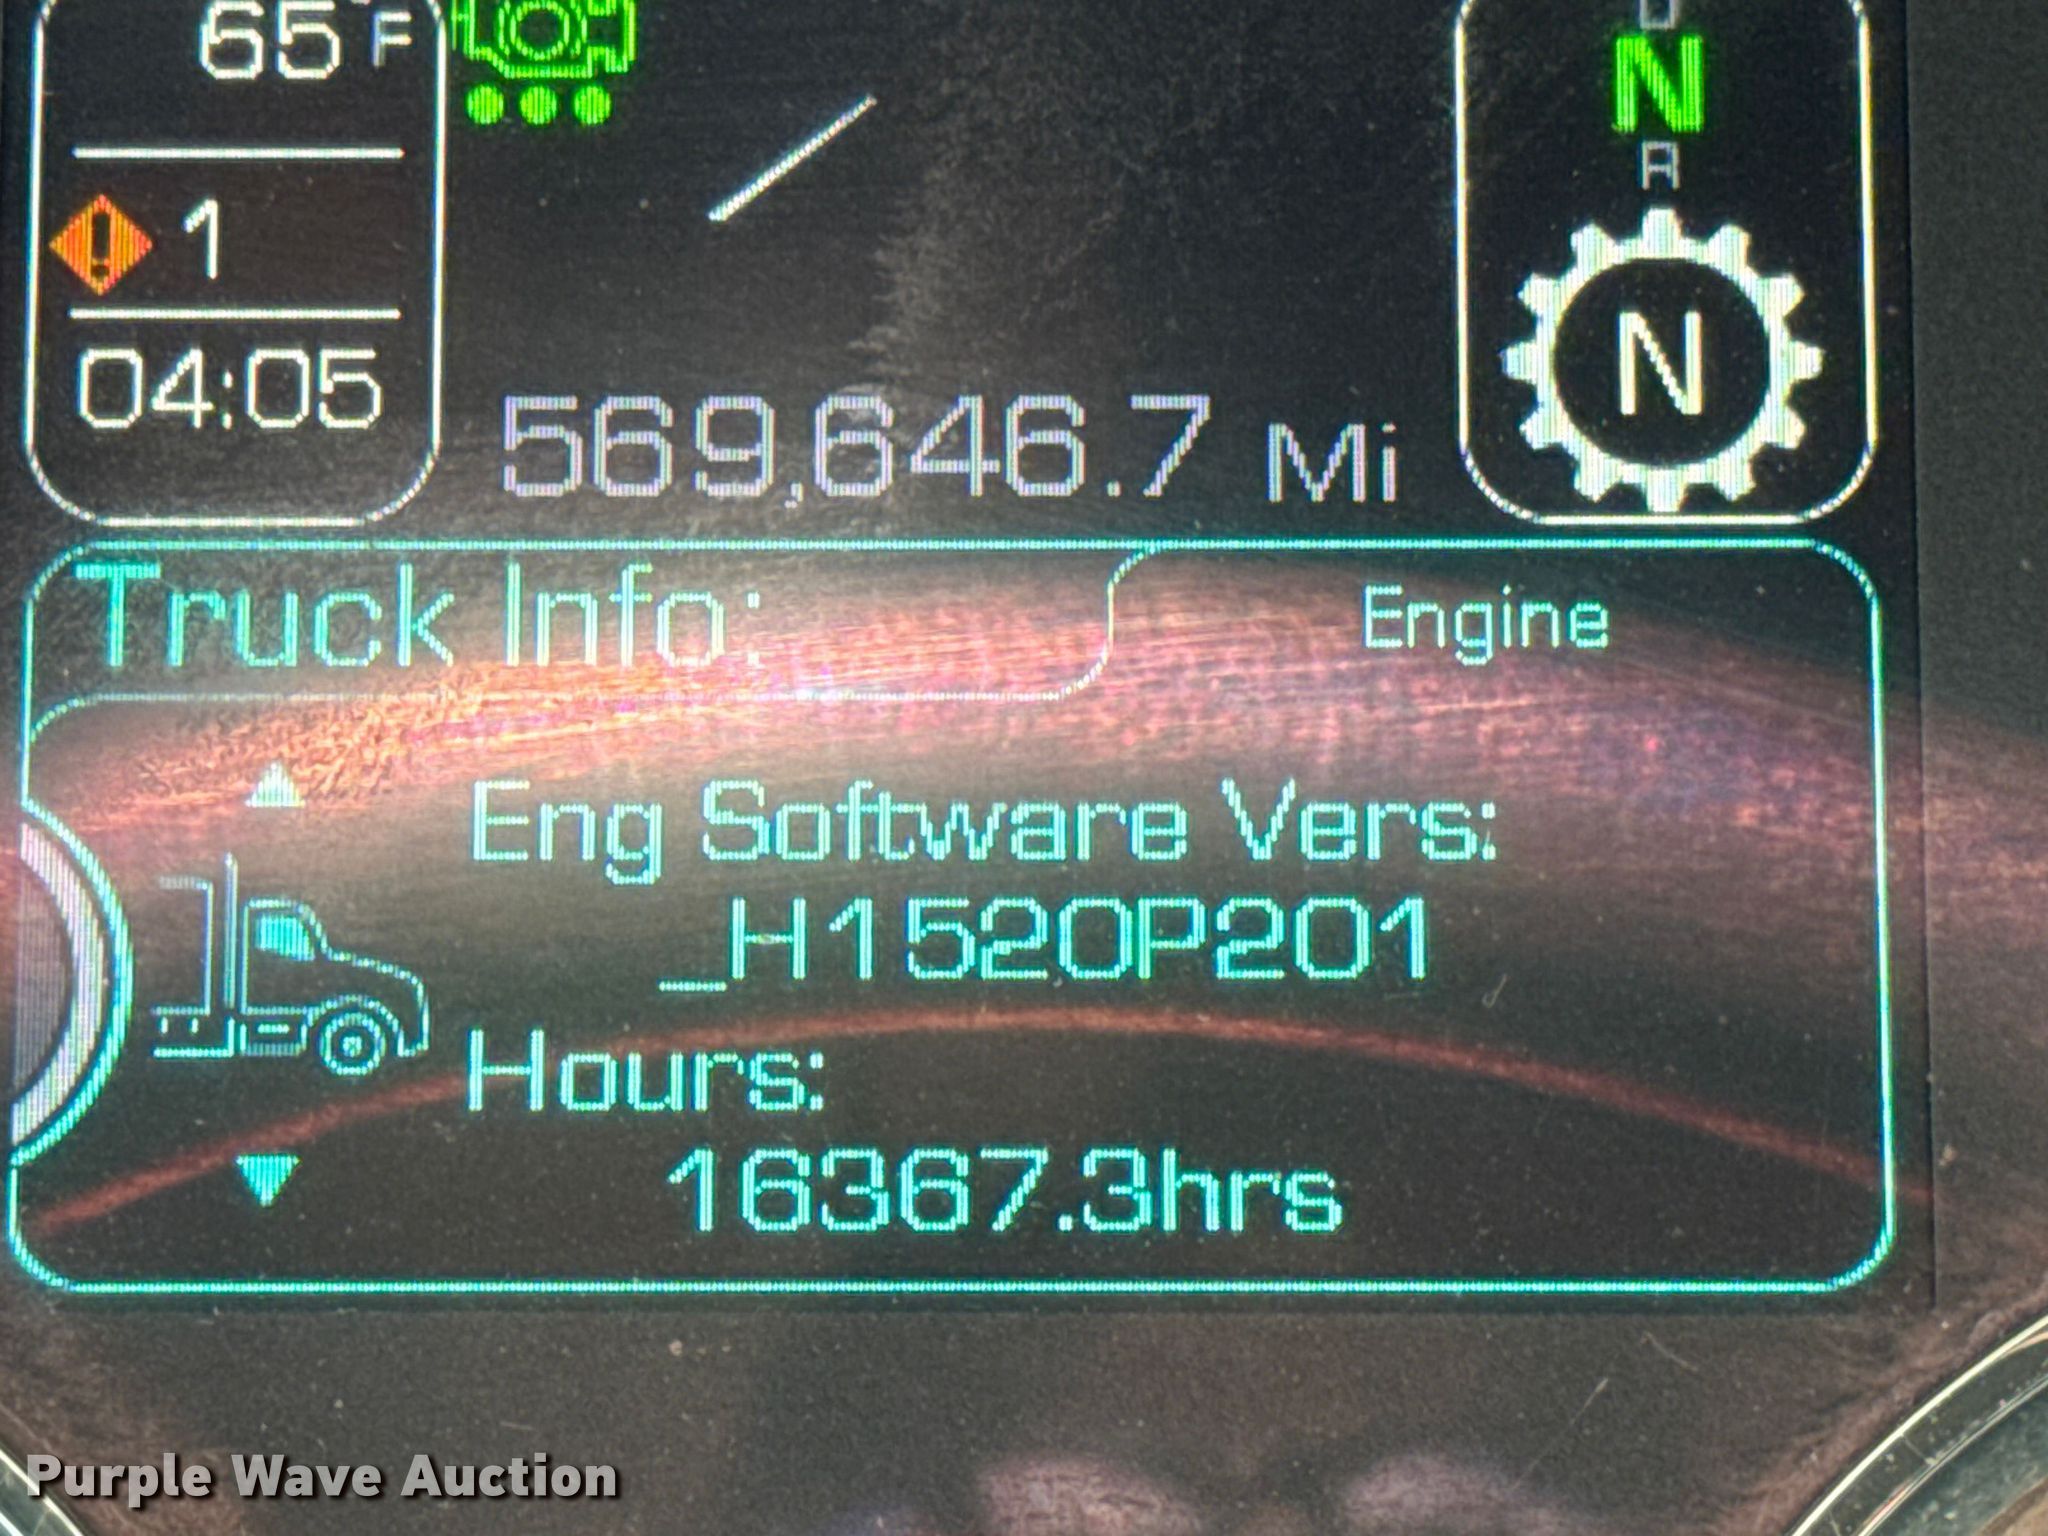 65°F
D
N
R
1
N
04:05
569,646.7 Mi
Truck Info:
Engine
Eng Software Vers:
_H1520P201
Hours:
16367.3hrs
Purple Wave Auction